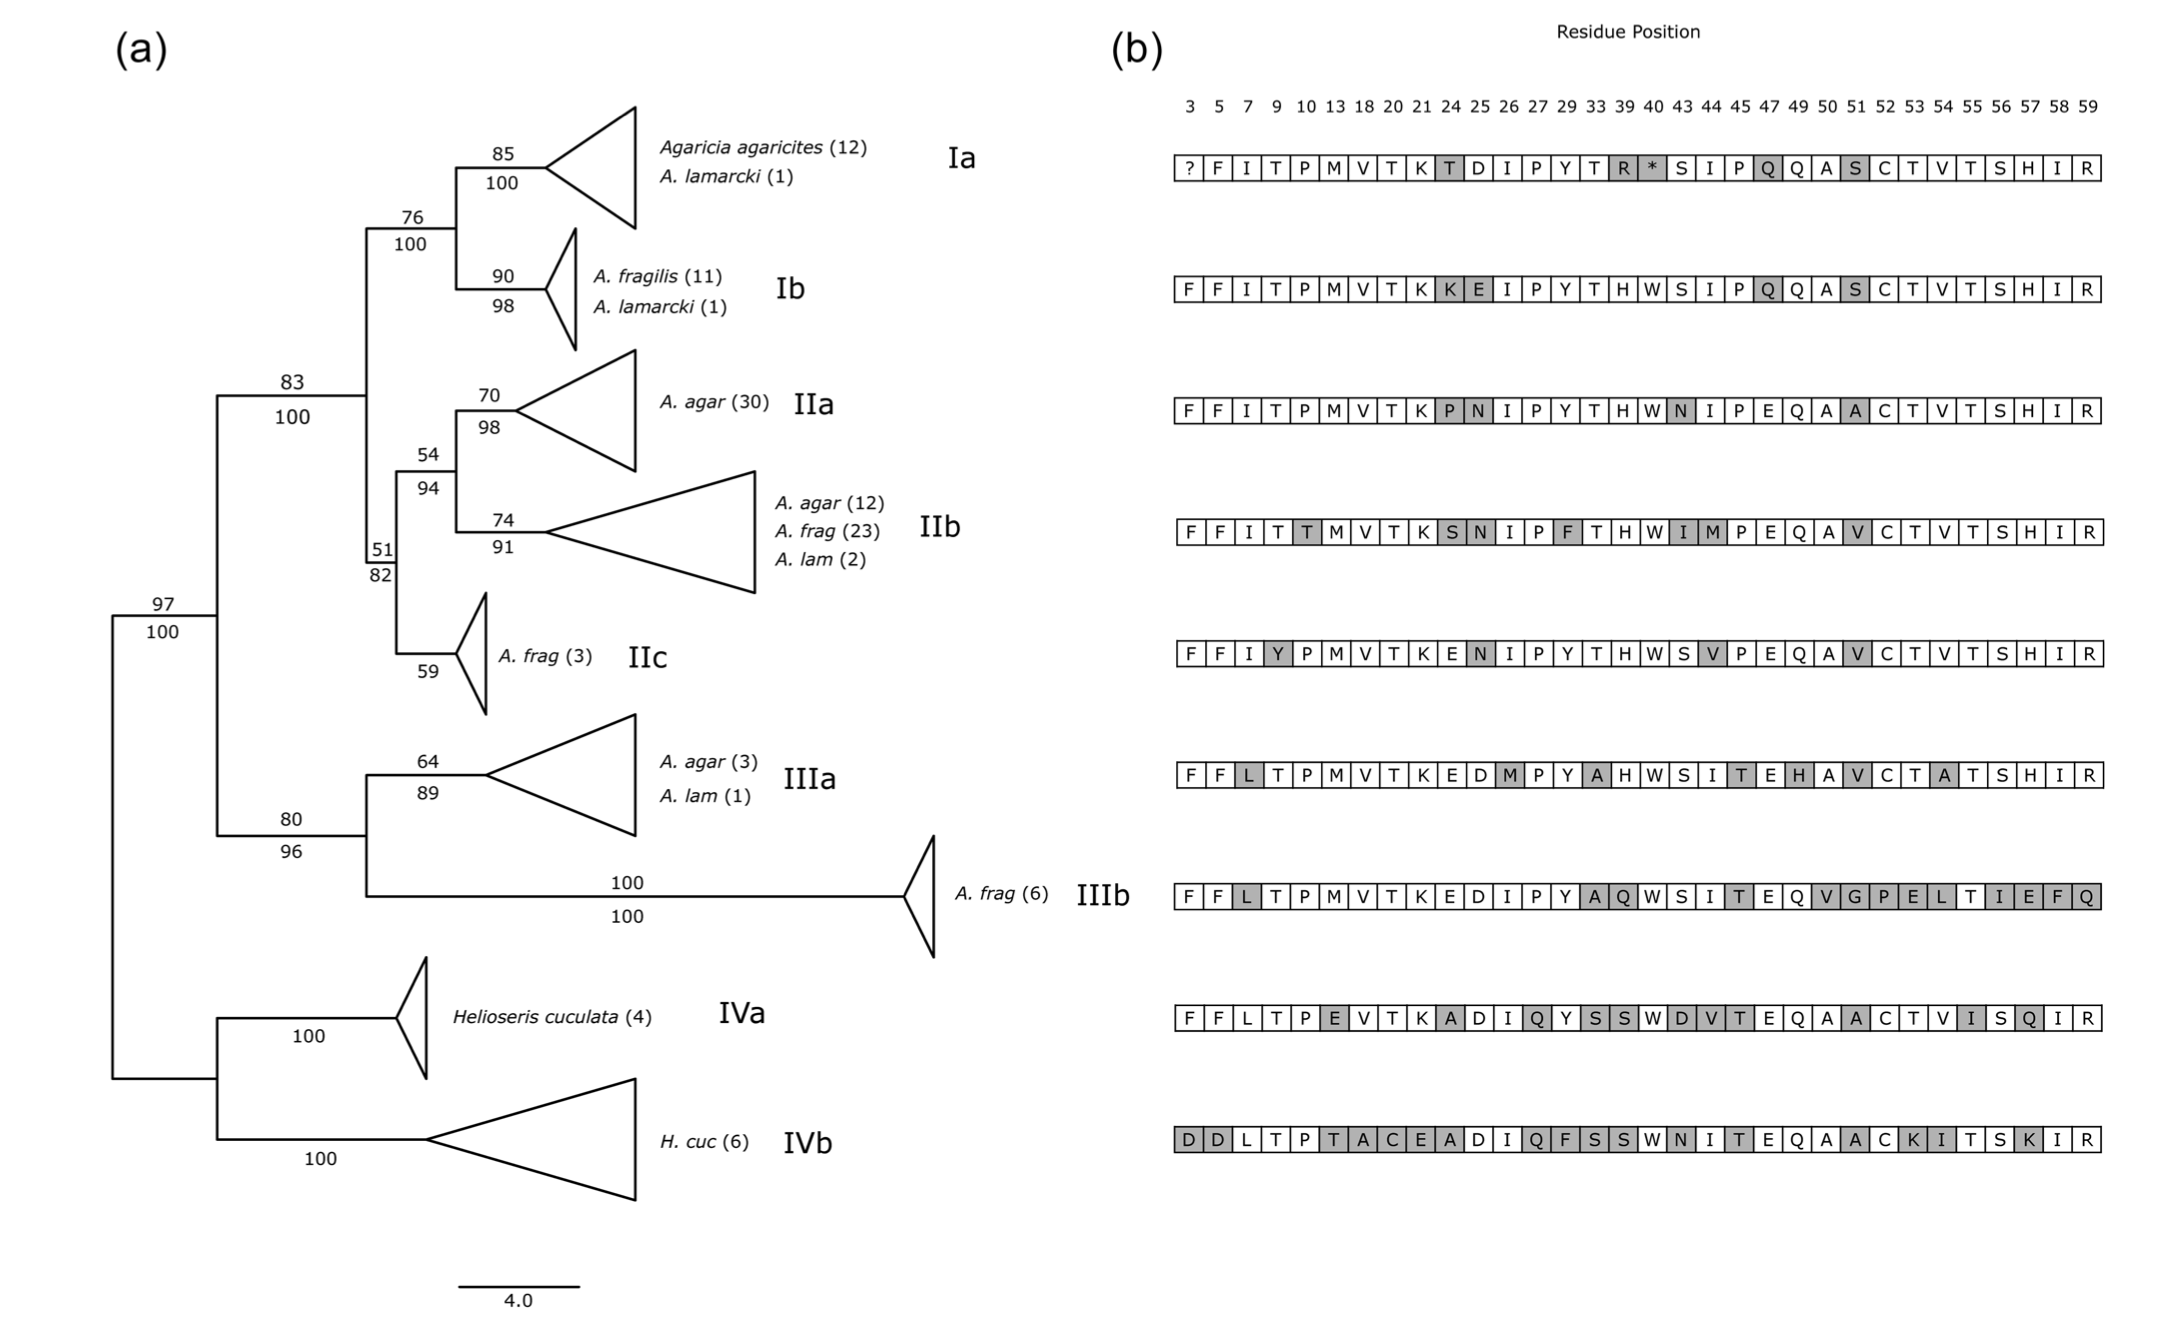 (a)
(b)
Residue Position
3 5 7 9 10 13 18 20 21 24 25 26 27 29 33 39 40 43 44 45 47 49 50 51 52 53 54 55 56 57 58 59
85
100
Agaricia agaricites (12)
A. lamarcki (1)
Ia
? F I T P M V T K T D I P Y T R * S I P Q Q A S C T V T S H I R
76
100
90
98
A. fragilis (11)
A. lamarcki (1)
Ib
F F I T P M V T K K E I P Y T H W S I P Q Q A S C T V T S H I R
83
100
70
98
A. agar (30)
IIa
F F I T P M V T K P N I P Y T H W N I P E Q A A C T V T S H I R
54
94
74
91
A. agar (12)
A. frag (23)
A. lam (2)
IIb
F F I T T M V T K S N I P F T H W I M P E Q A V C T V T S H I R
51
82
59
A. frag (3)
IIc
F F I Y P M V T K E N I P Y T H W S V P E Q A V C T V T S H I R
97
100
64
89
A. agar (3)
A. lam (1)
IIIa
F F L T P M V T K E D M P Y A H W S I T E H A V C T A T S H I R
80
96
100
100
A. frag (6)
IIIb
F F L T P M V T K E D I P Y A Q W S I T E Q V G P E L T I E F Q
100
Helioseris cuculata (4)
IVa
F F L T P E V T K A D I Q Y S S W D V T E Q A A C T V I S Q I R
100
H. cuc (6)
IVb
D D L T P T A C E A D I Q F S S W N I T E Q A A C K I T S K I R
4.0